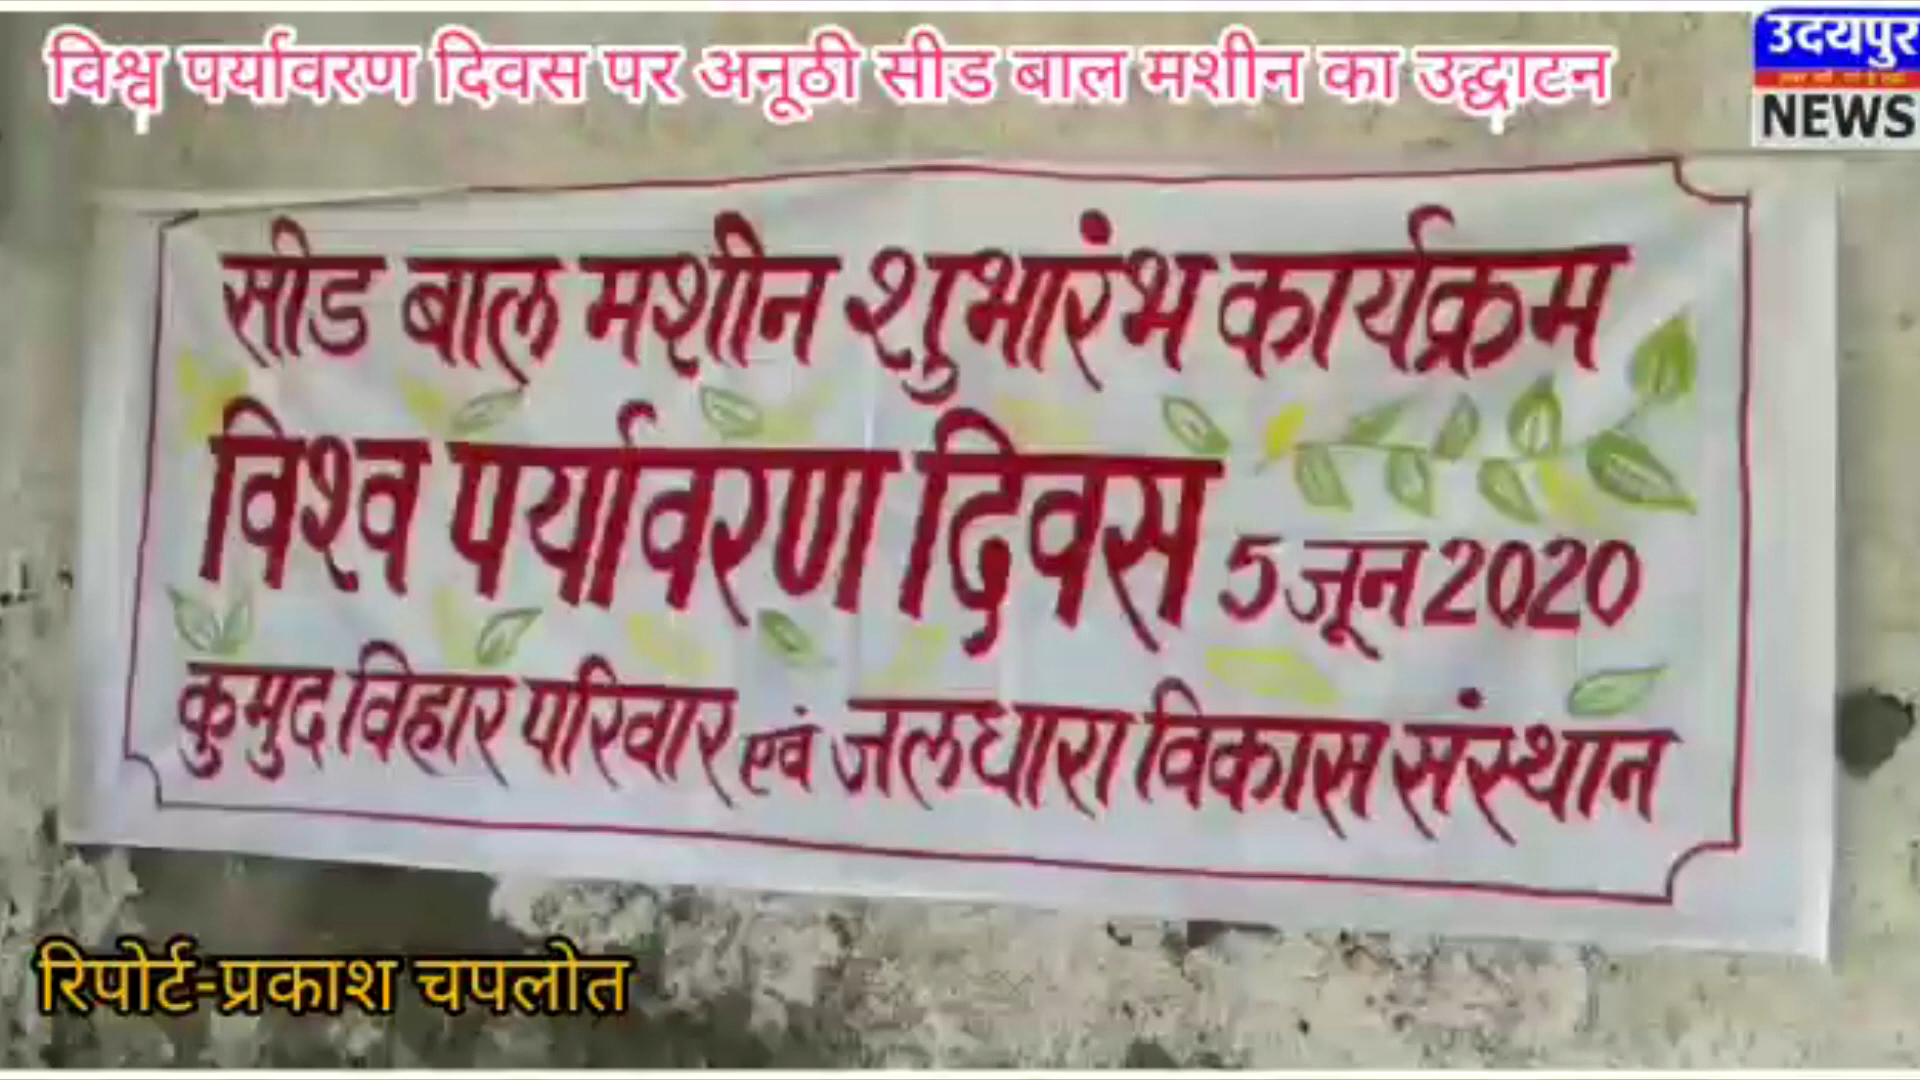 विश्व पर्यावरण दिवस पर अनूठी सीड बाल मशीन का उद्घाटन
उदयपुर
NEWS
सीड बाल मशीन शुभारंभ कार्यक्रम
विश्व पर्यावरण दिवस 5 जून 2020
कुमुद विहार परिवार एवं जलधारा विकास संस्थान
रिपोर्ट-प्रकाश चपलोत